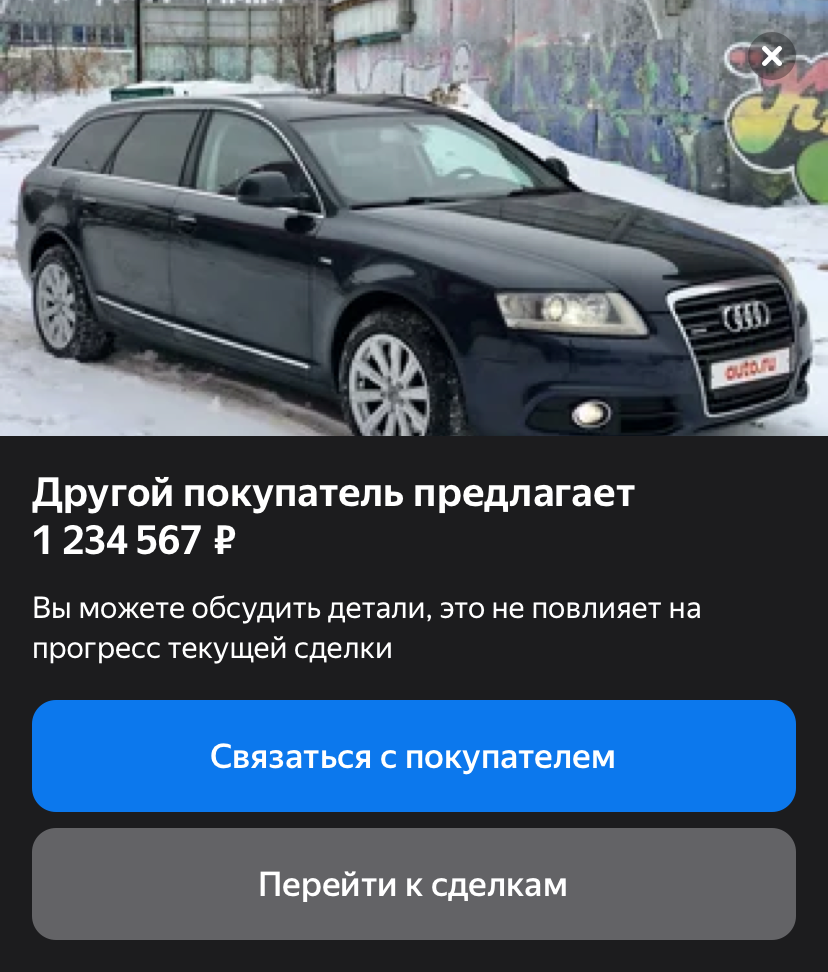 auto.ru
Другой покупатель предлагает
1 234 567 ₽
Вы можете обсудить детали, это не повлияет на
прогресс текущей сделки
Связаться с покупателем
Перейти к сделкам